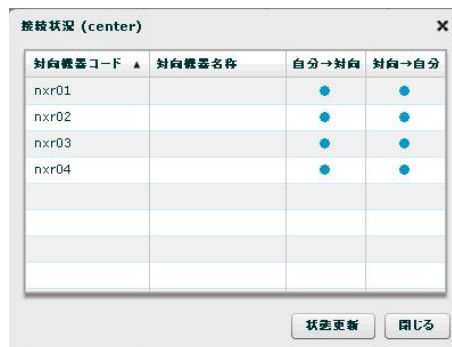 接続状況 (center)
対向機器コード ▲ 対向機器名称 自分→対向 対向→自分
nxr01 ● ●
nxr02 ● ●
nxr03 ● ●
nxr04 ● ●
状態更新 閉じる